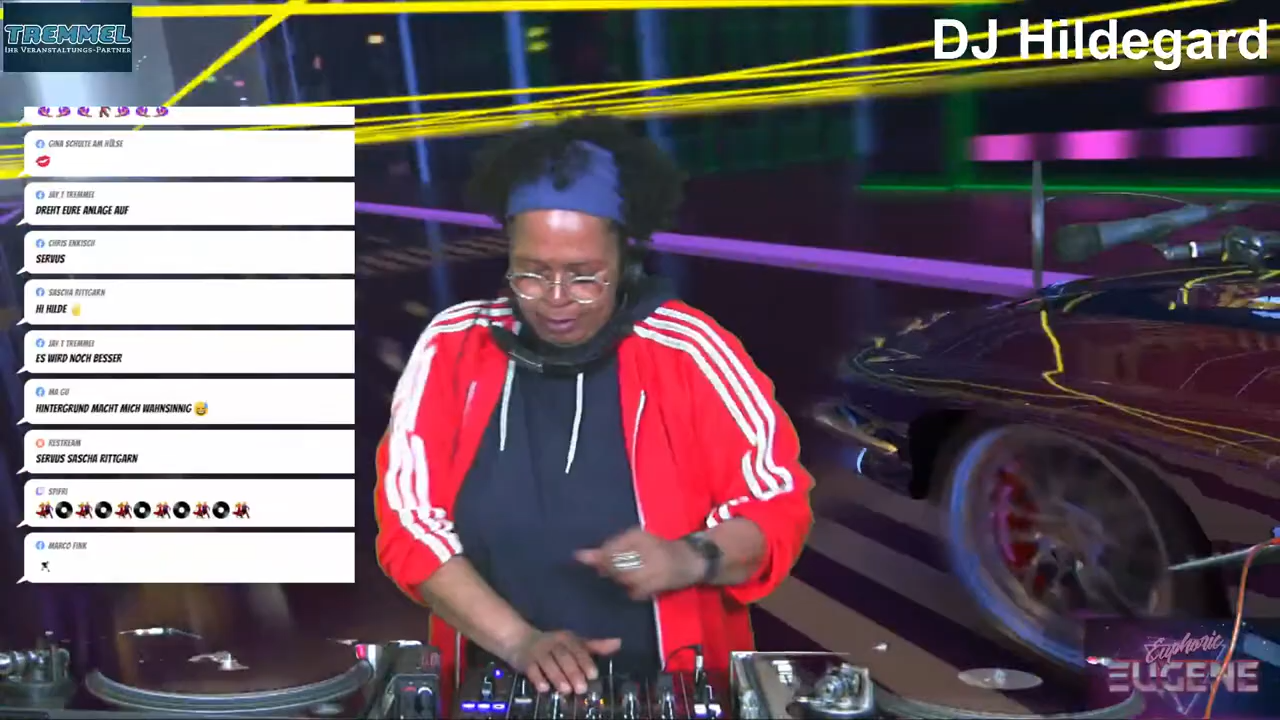 TREMMEL
IHR VERANSTALTUNGS-PARTNER
DJ Hildegard
GINA SCHULTE AM HÜLSE
JAY T TREMMEL
DREHT EURE ANLAGE AUF
CHRIS ENKISCH
SERVUS
SASCHA RITTGARN
HI HILDE
JAY T TREMMEL
ES WIRD NOCH BESSER
MA GU
HINTERGRUND MACHT MICH WAHNSINNIG
RESTREAM
SERVUS SASCHA RITTGARN
SPIFRI
MARCO FINK
Euphoric
EUGENE